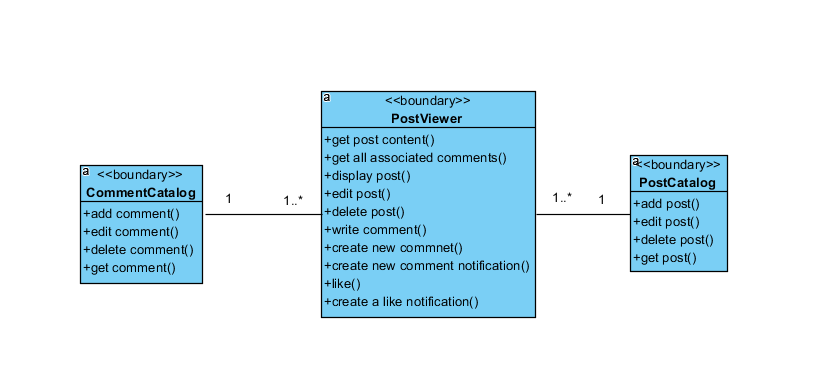 a
<<boundary>>
CommentCatalog
+add comment()
+edit comment()
+delete comment()
+get comment()
1
1..*
a
<<boundary>>
PostViewer
+get post content()
+get all associated comments()
+display post()
+edit post()
+delete post()
+write comment()
+create new commnet()
+create new comment notification()
+like()
+create a like notification()
1..*
1
a
<<boundary>>
PostCatalog
+add post()
+edit post()
+delete post()
+get post()